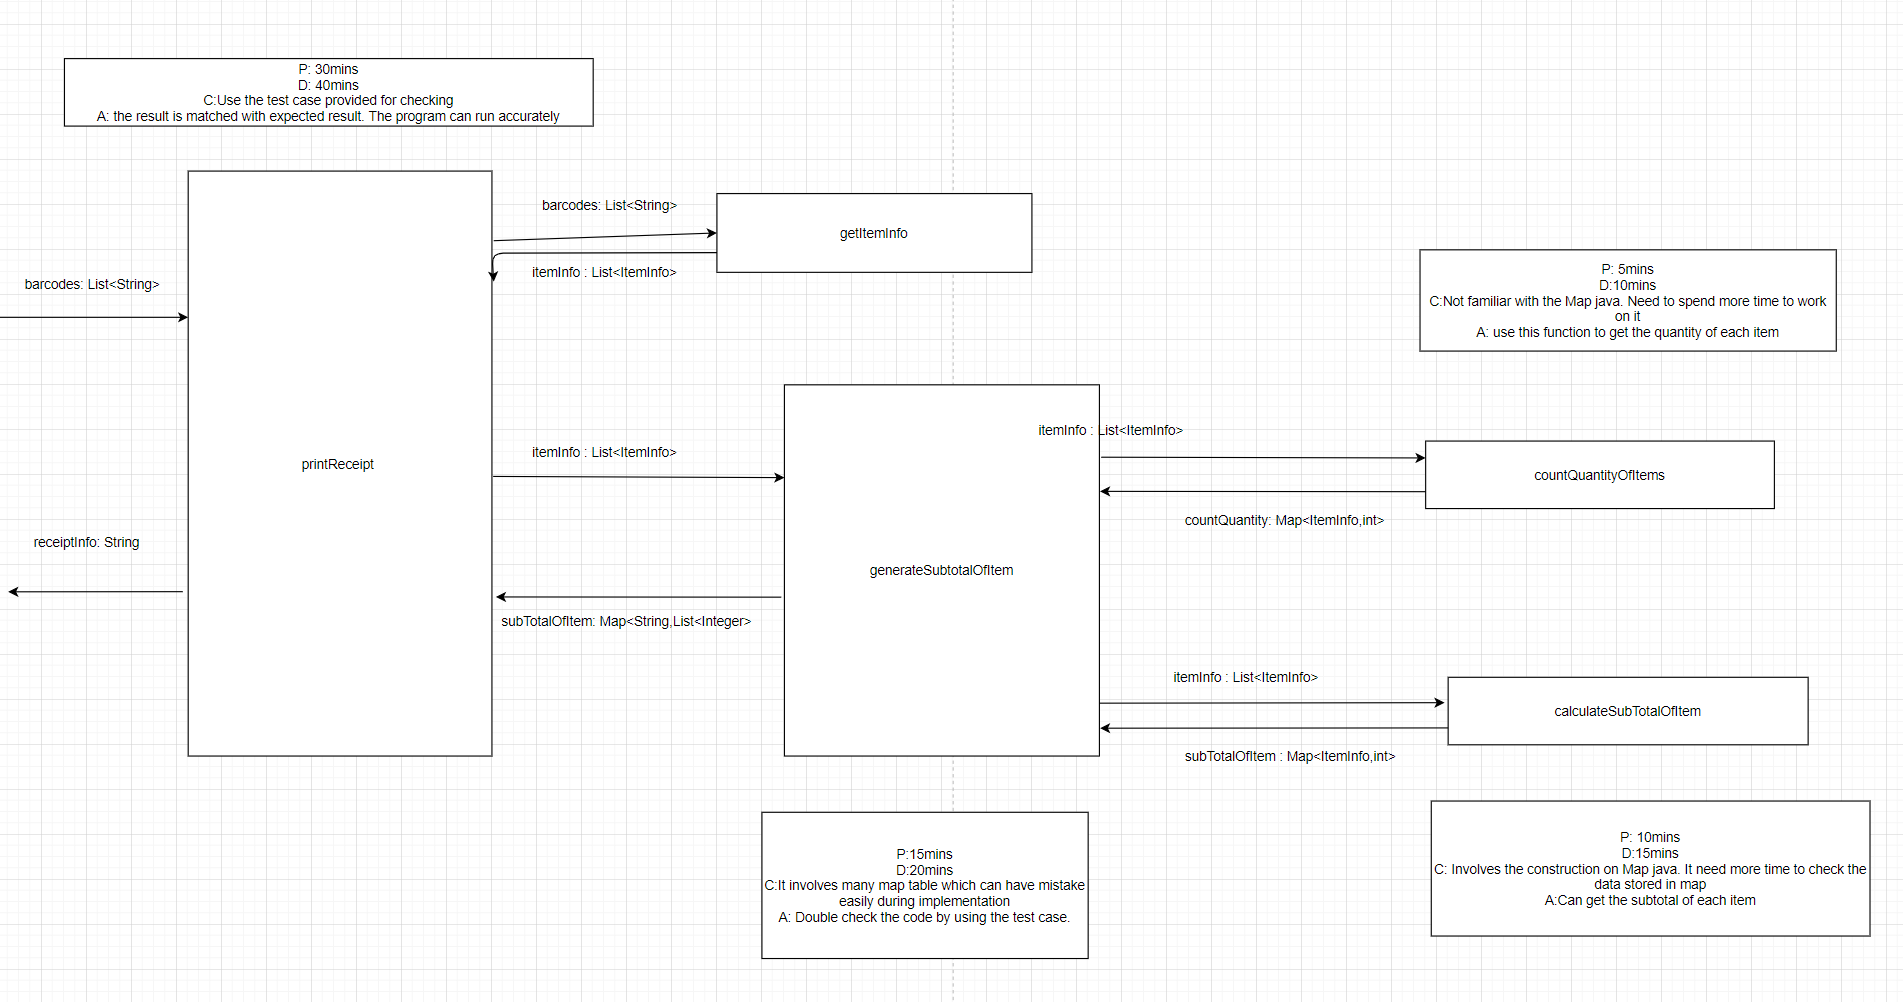 P: 30mins
D: 40mins
C:Use the test case provided for checking
A: the result is matched with expected result. The program can run accurately
barcodes: List<String>
getItemInfo
itemInfo : List<ItemInfo>
barcodes: List<String>
P: 5mins
D:10mins
C:Not familiar with the Map java. Need to spend more time to work
on it
A: use this function to get the quantity of each item
printReceipt
itemInfo : List<ItemInfo>
itemInfo : List<ItemInfo>
countQuantityOfItems
countQuantity: Map<ItemInfo,int>
receiptInfo: String
generateSubtotalOfItem
subTotalOfItem: Map<String,List<Integer>
itemInfo : List<ItemInfo>
calculateSubTotalOfItem
subTotalOfItem : Map<ItemInfo,int>
P:15mins
D:20mins
C:It involves many map table which can have mistake
easily during implementation
A: Double check the code by using the test case.
P: 10mins
D:15mins
C: Involves the construction on Map java. It need more time to check the
data stored in map
A:Can get the subtotal of each item